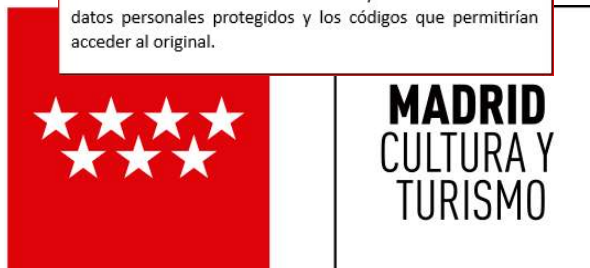 datos personales protegidos y los códigos que permitirían
acceder al original.
MADRID
CULTURA Y
TURISMO